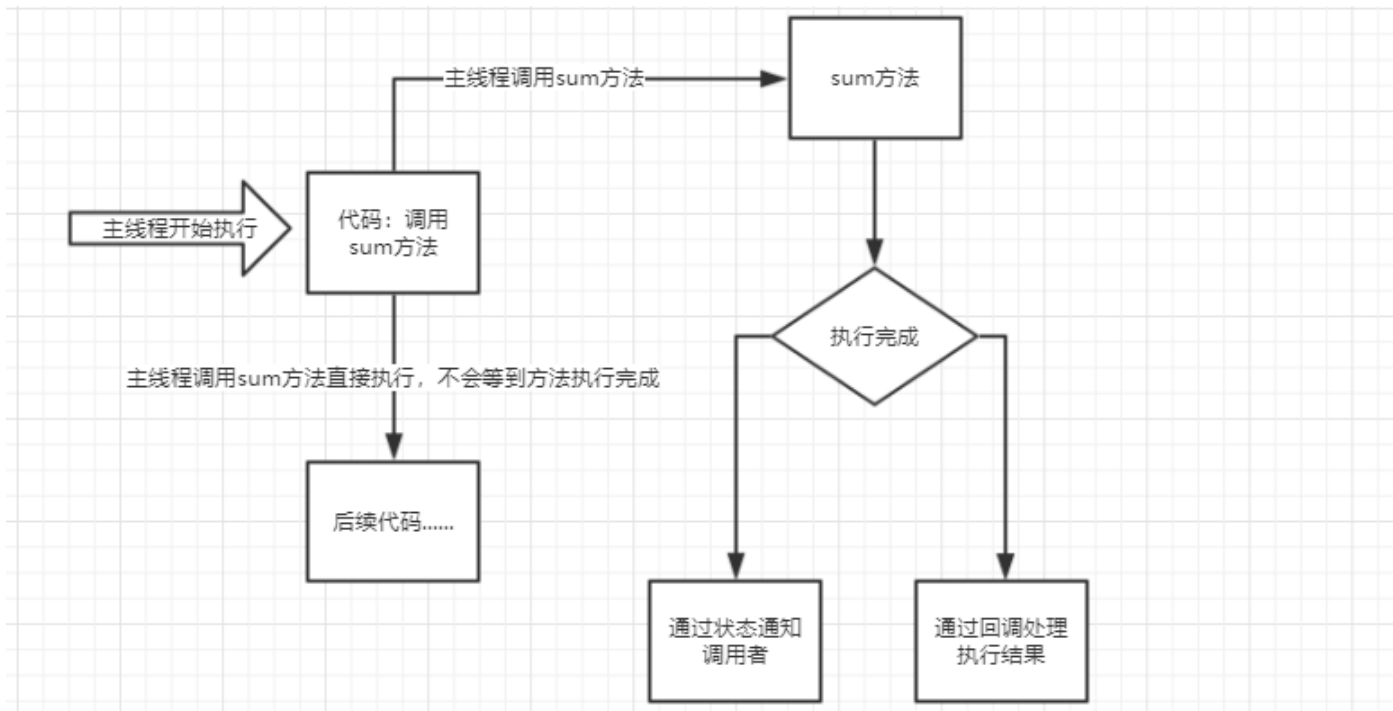 主线程调用sum方法
sum方法
主线程开始执行
代码：调用
sum方法
执行完成
主线程调用sum方法直接执行，不会等到方法执行完成
后续代码......
通过状态通知
调用者
通过回调处理
执行结果